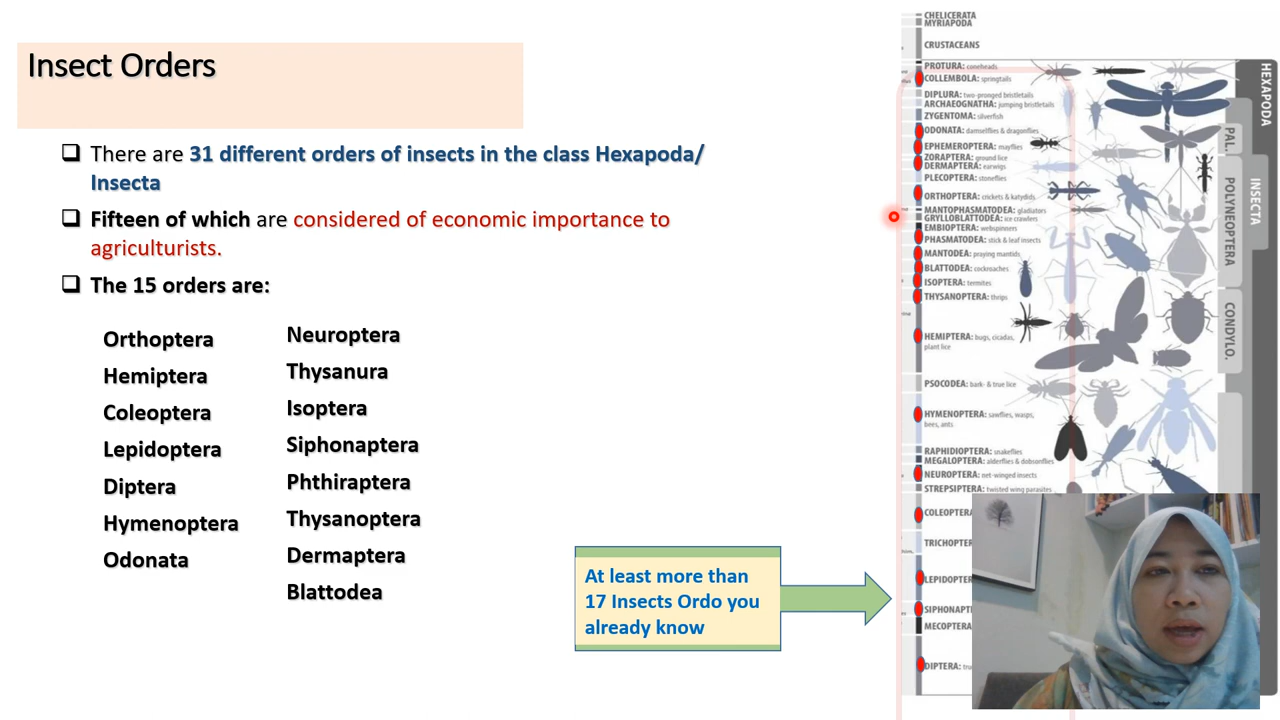 Insect Orders
There are 31 different orders of insects in the class Hexapoda/
Insecta
Fifteen of which are considered of economic importance to
agriculturists.
The 15 orders are:
Orthoptera
Hemiptera
Coleoptera
Lepidoptera
Diptera
Hymenoptera
Odonata
Neuroptera
Thysanura
Isoptera
Siphonaptera
Phthiraptera
Thysanoptera
Dermaptera
Blattodea
At least more than
17 Insects Ordo you
already know
CHELICERATA
MYRIAPODA
CRUSTACEANS
PROTURA: coneheads
COLLEMBOLA: springtails
DIPLURA: two-pronged bristletails
ARCHAEOGNATHA: jumping bristletails
ZYGENTOMA: silverfish
ODONATA: damselflies & dragonflies
EPHEMEROPTERA: mayflies
ZORAPTERA: ground lice
DERMAPTERA: earwigs
PLECOPTERA: stoneflies
ORTHOPTERA: crickets & katydids
MANTOPHASMATODEA: gladiators
GRYLLOBLATTODEA: ice crawlers
EMBIOPTERA: webspinners
PHASMATODEA: stick & leaf insects
MANTODEA: praying mantids
BLATTODEA: cockroaches
ISOPTERA: termites
THYSANOPTERA: thrips
HEMIPTERA: bugs, cicadas,
plant lice
PSOCODEA: bark- & true lice
HYMENOPTERA: sawflies, wasps,
bees, ants
RAPHIDIOPTERA: snakeflies
MEGALOPTERA: alderflies & dobsonflies
NEUROPTERA: net-winged insects
STREPSIPTERA: twisted wing parasites
COLEOPTERA
TRICHOPTE
LEPIDOPTER
SIPHONAPT
MECOPTERA
DIPTERA: tru
HEXAPODA
INSECTA
PAL.
POLYNEOPTERA
CONDYLO.